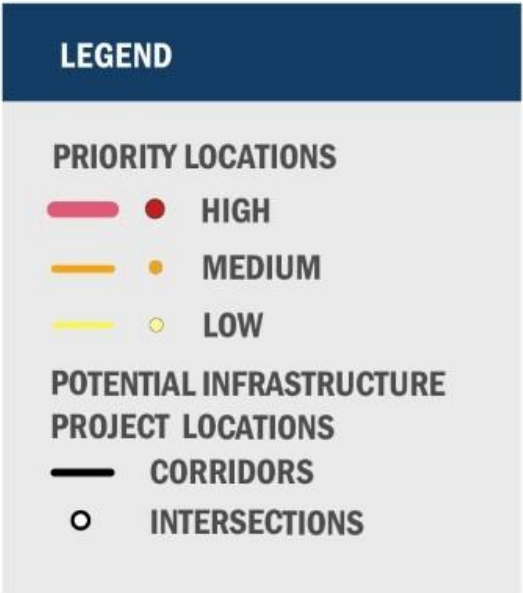 LEGEND
PRIORITY LOCATIONS
HIGH
MEDIUM
LOW
POTENTIAL INFRASTRUCTURE
PROJECT LOCATIONS
CORRIDORS
INTERSECTIONS